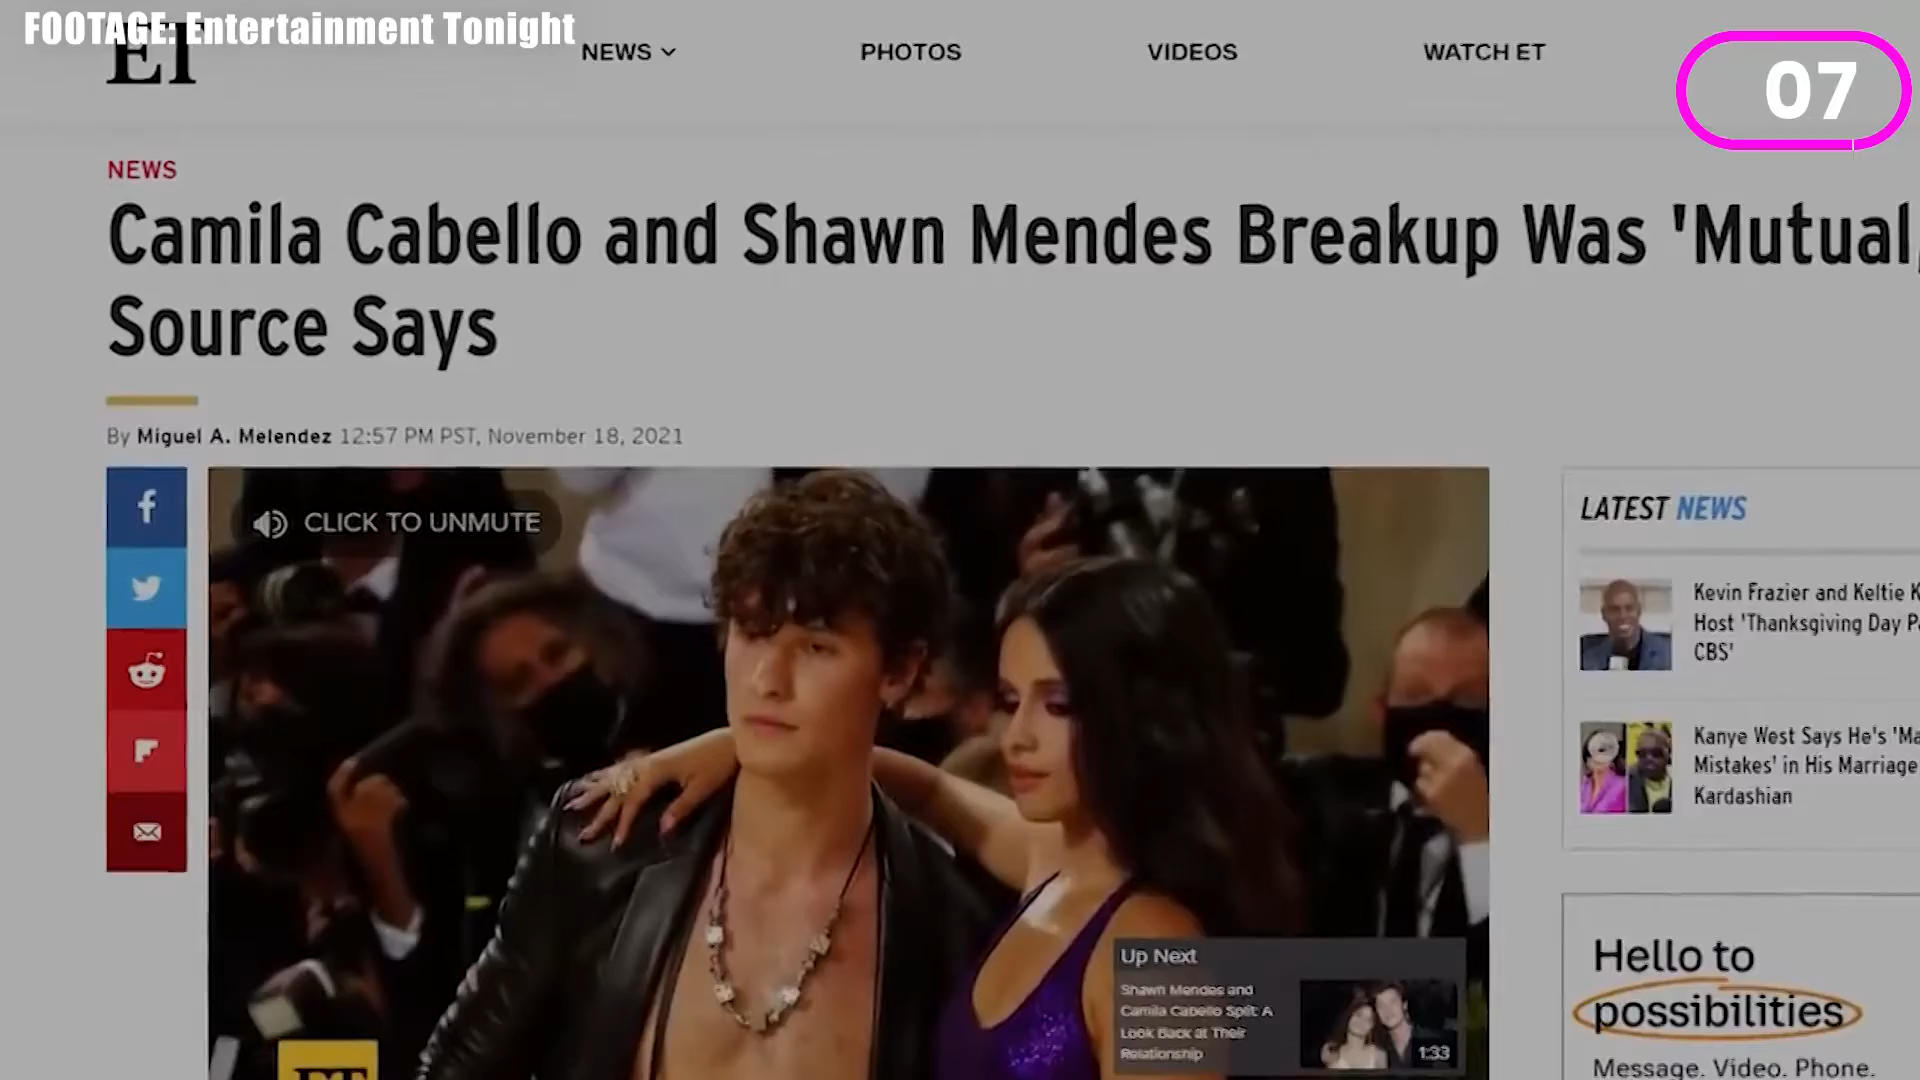 FOOTAGE: Entertainment Tonight
ET
NEWS
PHOTOS
VIDEOS
WATCH ET
07
NEWS
Camila Cabello and Shawn Mendes Breakup Was 'Mutual,
Source Says
By Miguel A. Melendez 12:57 PM PST, November 18, 2021
CLICK TO UNMUTE
Up Next
Shawn Mendes and
Camila Cabello Split: A
Look Back at Their
Relationship
1:33
ET
LATEST NEWS
Kevin Frazier and Keltie K
Host 'Thanksgiving Day Pa
CBS'
Kanye West Says He's 'Ma
Mistakes' in His Marriage
Kardashian
Hello to
possibilities
Message. Video. Phone.